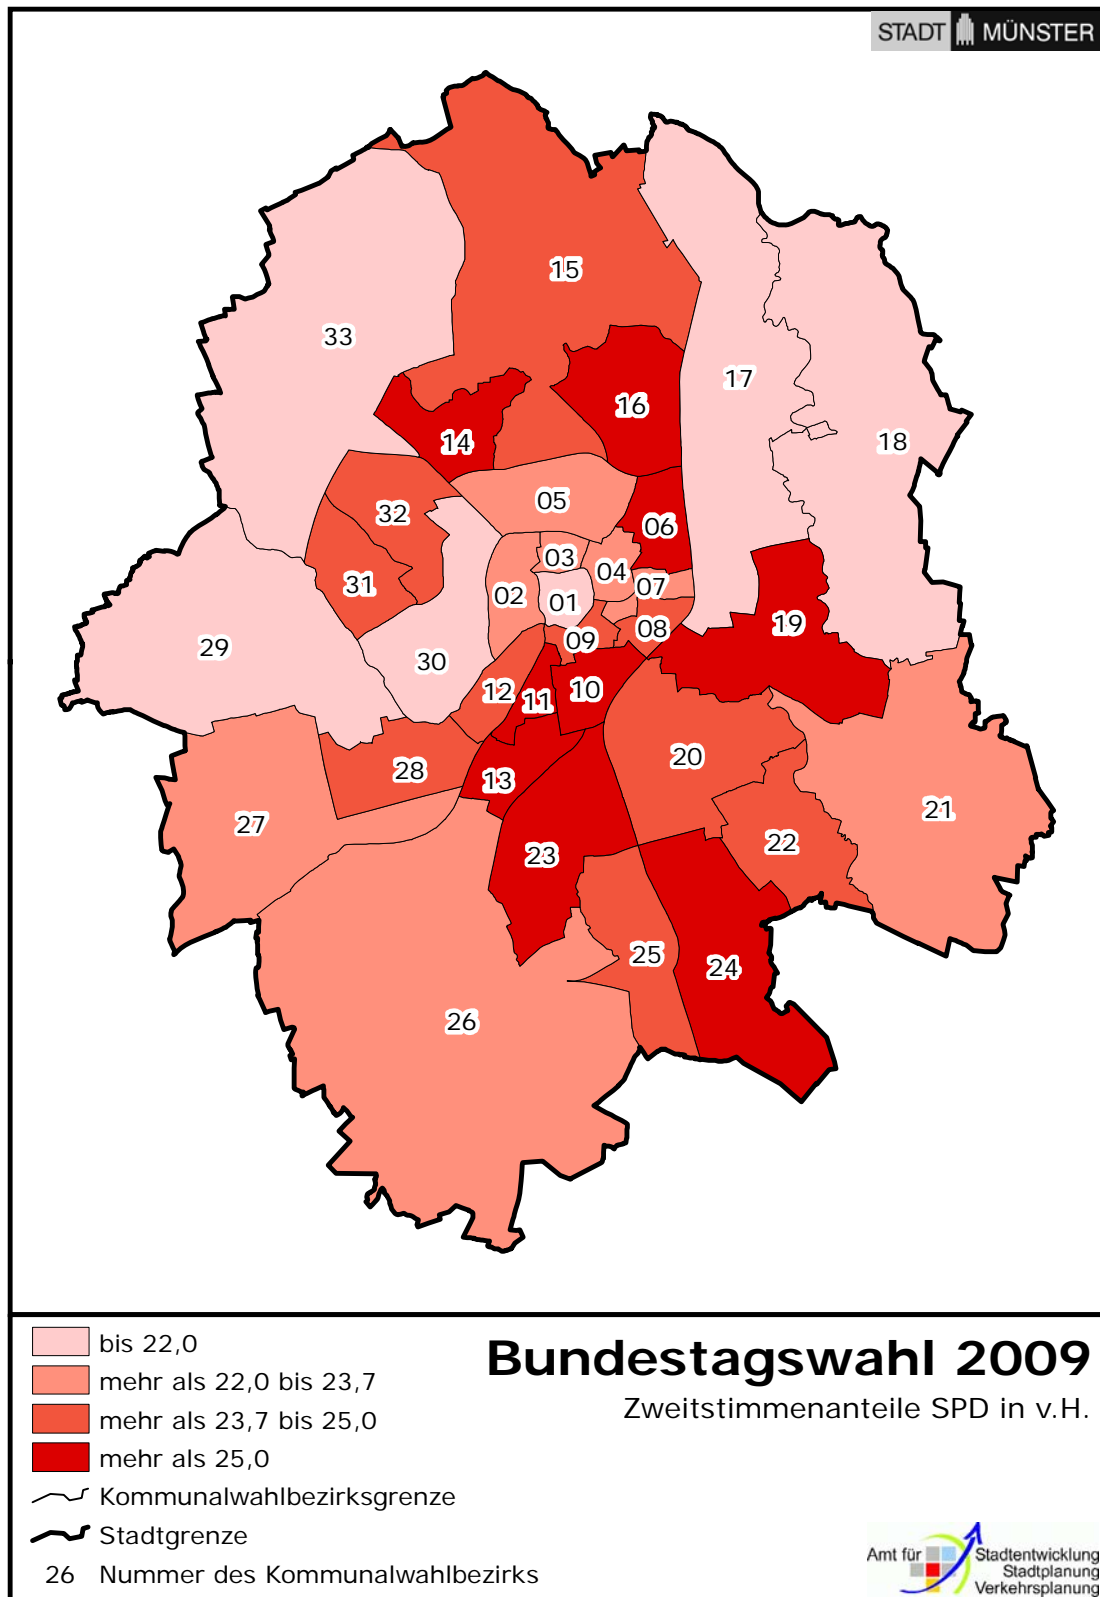 STADT MÜNSTER
15
33
17
16
14
18
05
32
06
03
04
07
31
02
01
19
08
09
29
30
12
10
11
20
28
13
21
27
22
23
25
24
26
bis 22,0
mehr als 22,0 bis 23,7
mehr als 23,7 bis 25,0
mehr als 25,0
Kommunalwahlbezirksgrenze
Stadtgrenze
26 Nummer des Kommunalwahlbezirks
Bundestagswahl 2009
Zweitstimmenanteile SPD in v.H.
Amt für Stadtentwicklung
Stadtplanung
Verkehrsplanung